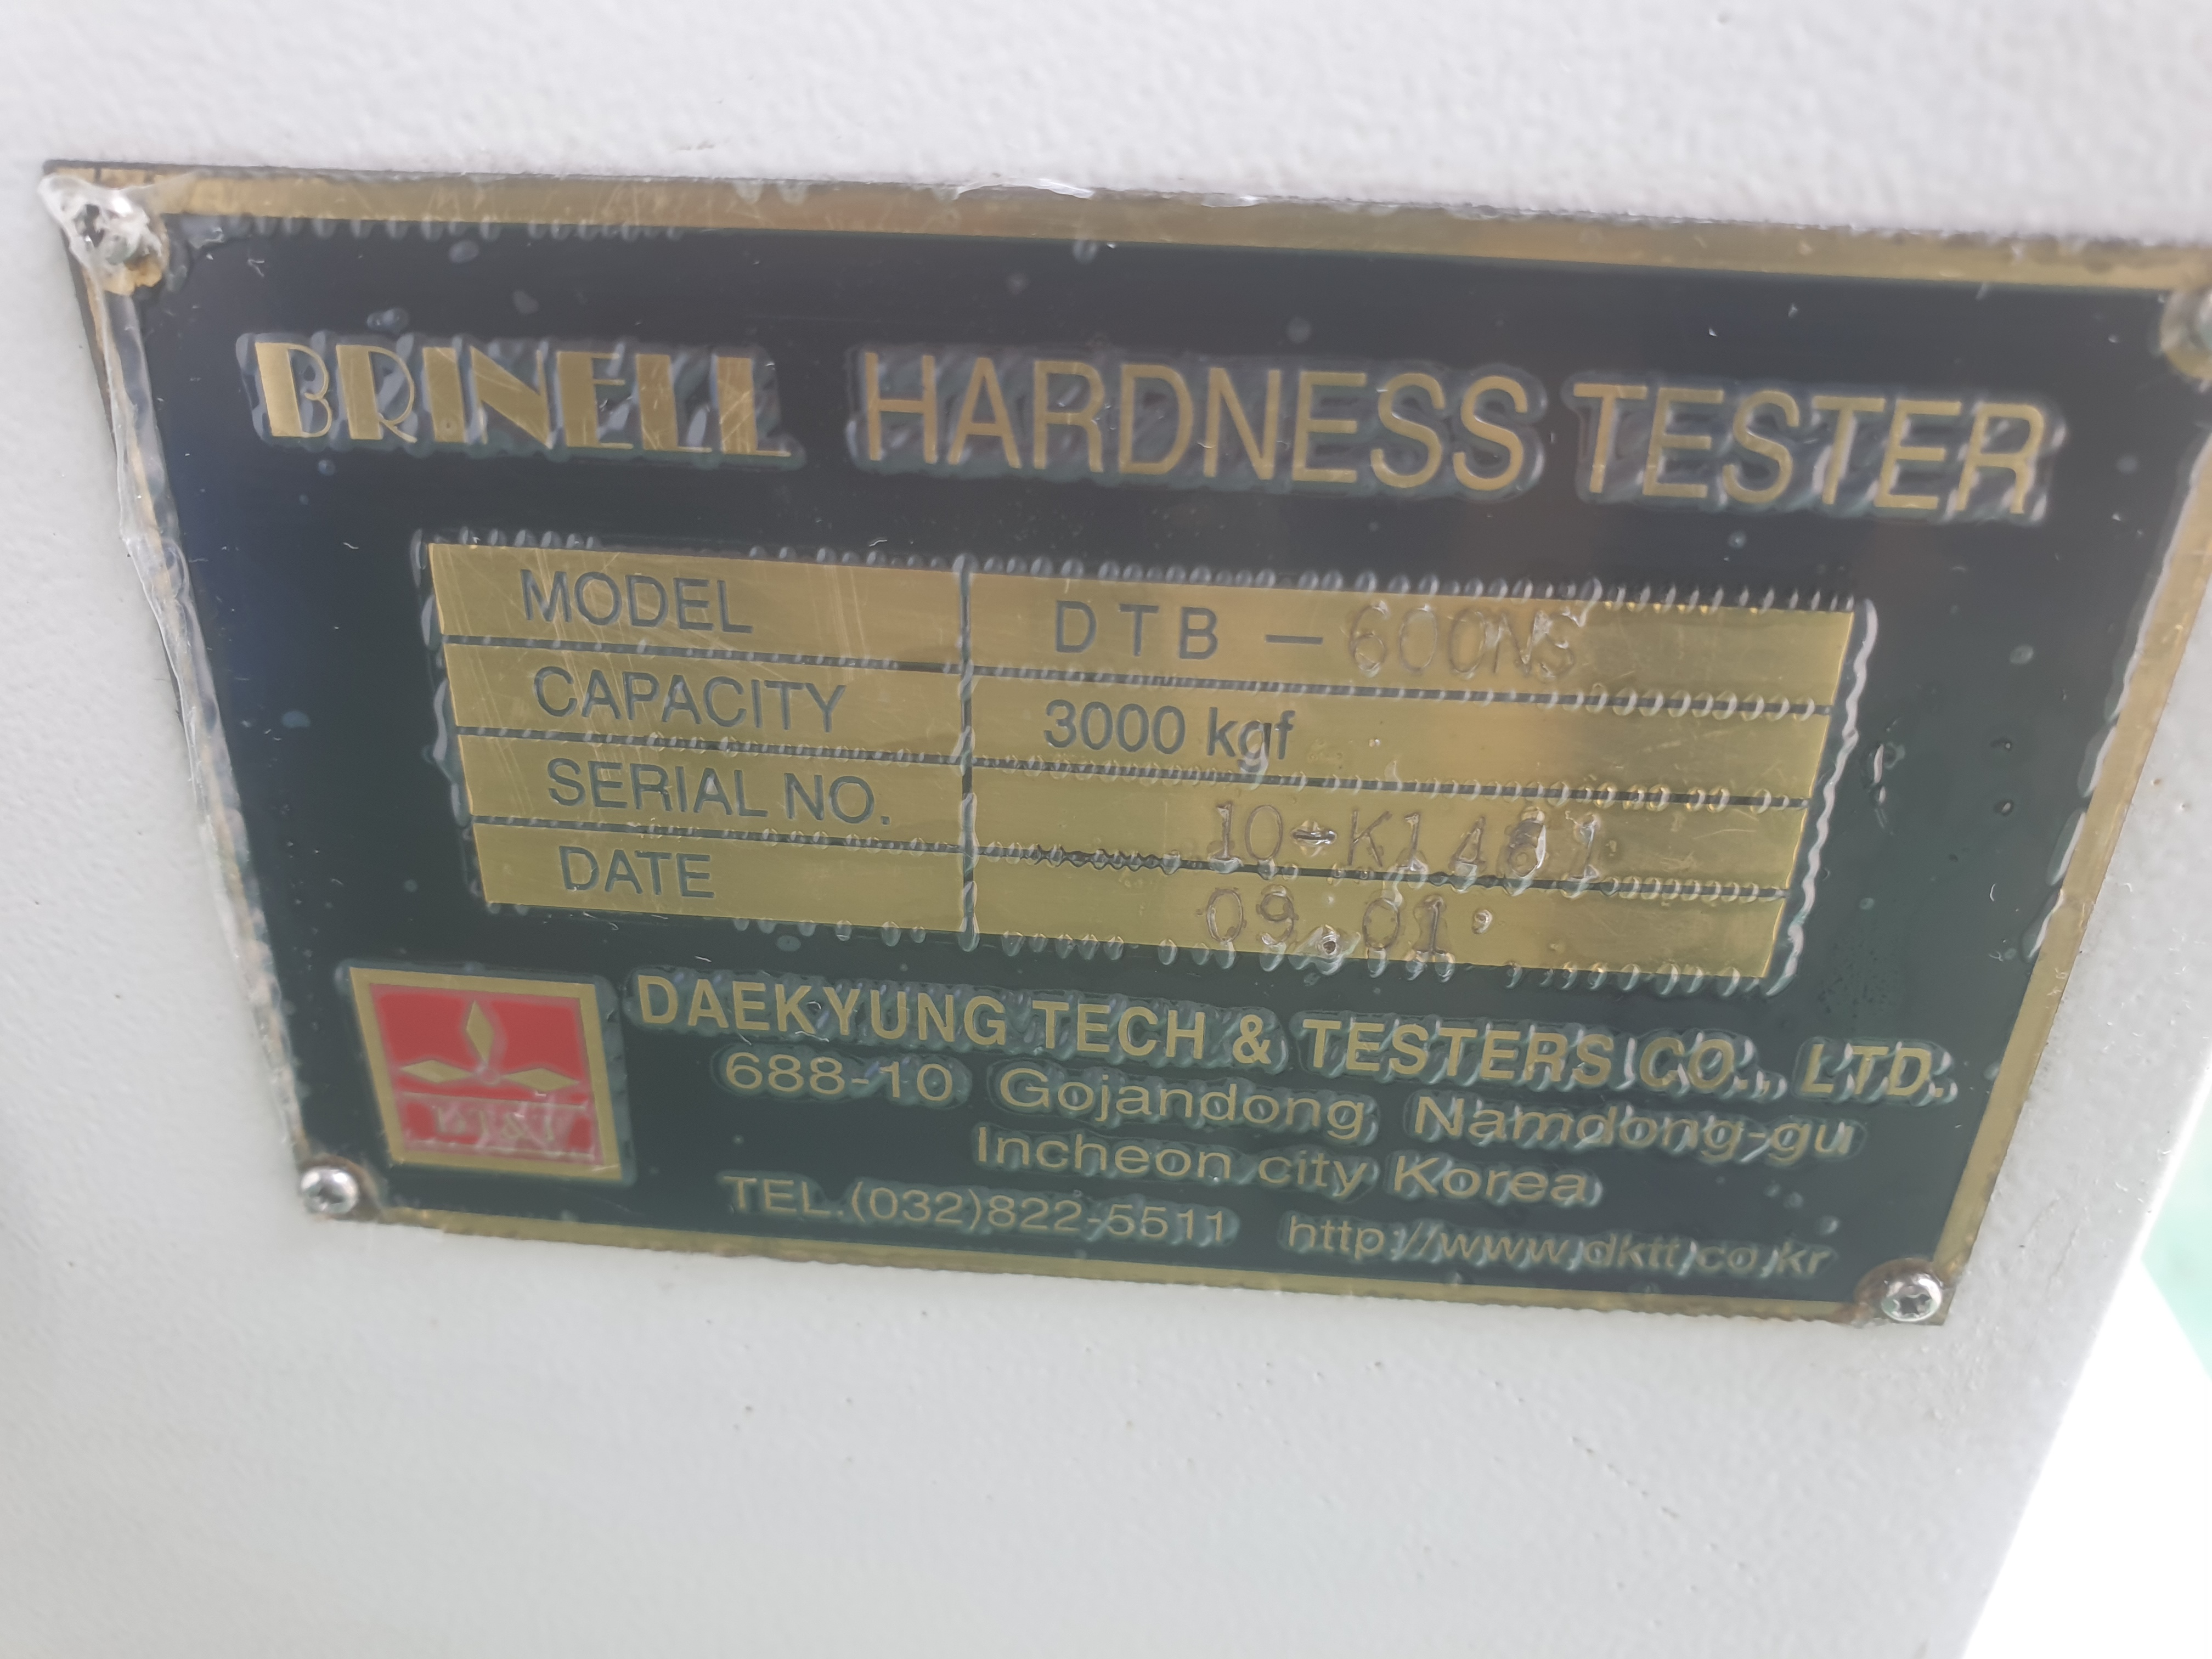 BRINELL HARDNESS TESTER
MODEL DTB-600NS
CAPACITY 3000 kgf
SERIAL NO.
DATE 09.01
DAEKYUNG TECH & TESTERS CO., LTD.
688-10 Gojandong, Namdong-gu
Incheon city Korea
TEL.(032)822-5511 http://www.dktt.co.kr